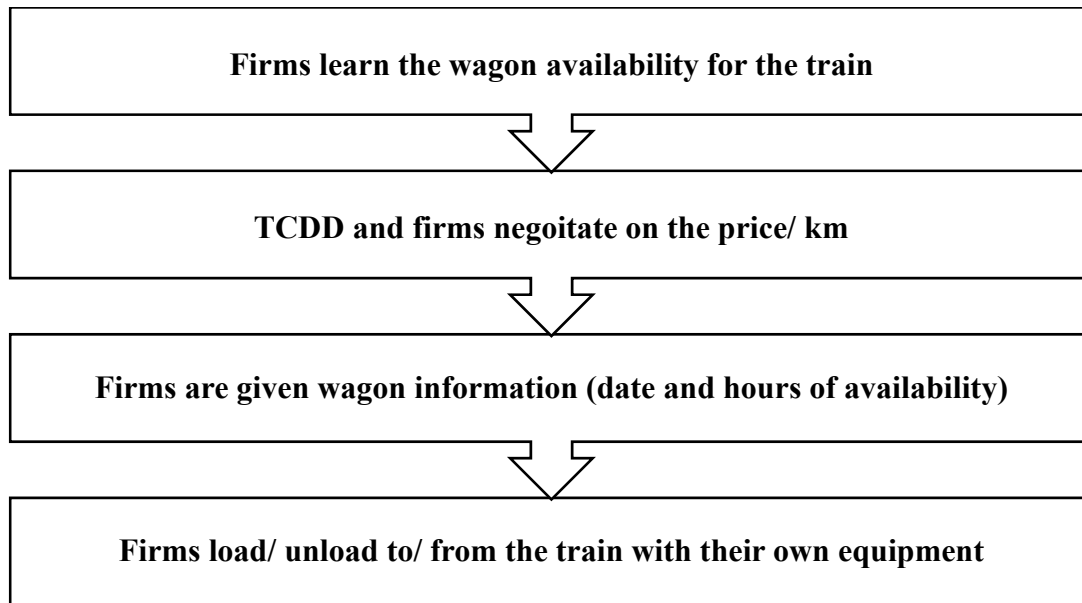 Firms learn the wagon availability for the train
TCDD and firms negoitate on the price/ km
Firms are given wagon information (date and hours of availability)
Firms load/ unload to/ from the train with their own equipment